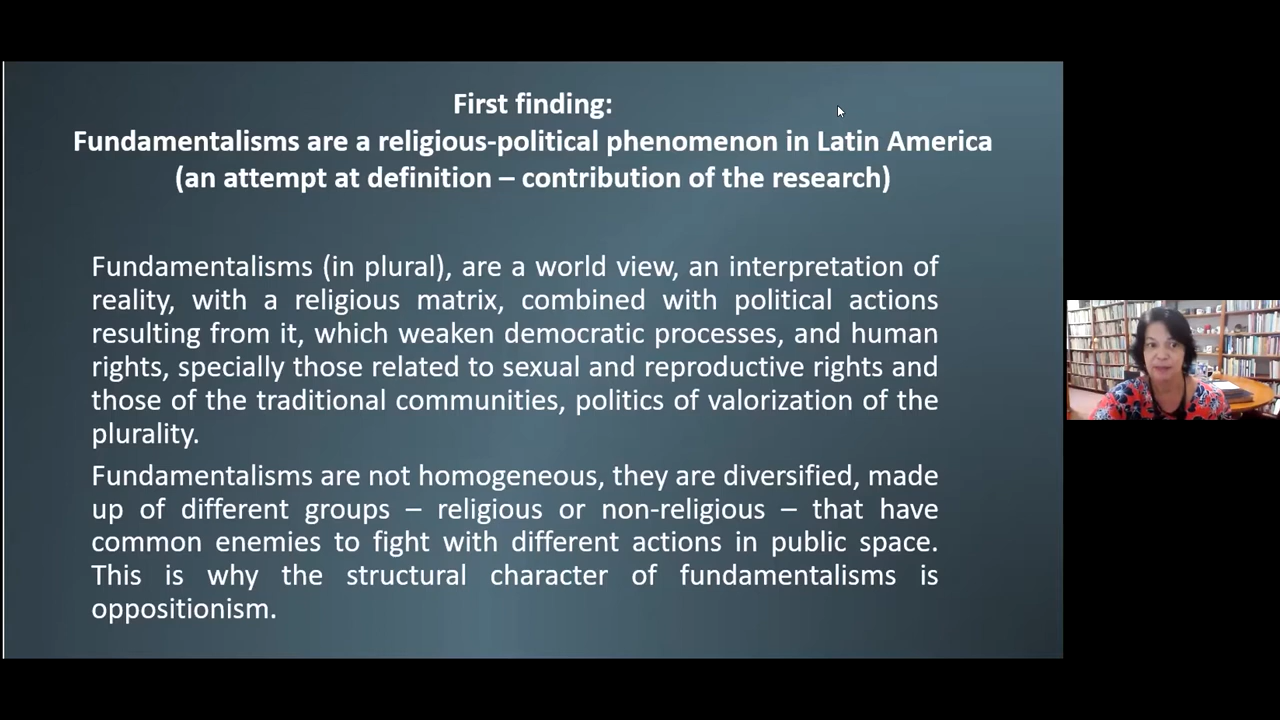 First finding:
Fundamentalisms are a religious-political phenomenon in Latin America
(an attempt at definition – contribution of the research)
Fundamentalisms (in plural), are a world view, an interpretation of
reality, with a religious matrix, combined with political actions
resulting from it, which weaken democratic processes, and human
rights, specially those related to sexual and reproductive rights and
those of the traditional communities, politics of valorization of the
plurality.
Fundamentalisms are not homogeneous, they are diversified, made
up of different groups – religious or non-religious – that have
common enemies to fight with different actions in public space.
This is why the structural character of fundamentalisms is
oppositionism.